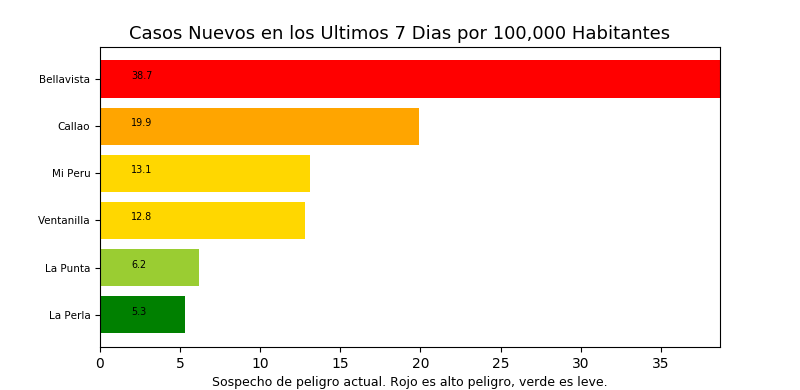 Casos Nuevos en los Ultimos 7 Dias por 100,000 Habitantes
Bellavista 38.7
Callao 19.9
Mi Peru 13.1
Ventanilla 12.8
La Punta 6.2
La Perla 5.3
0 5 10 15 20 25 30 35
Sospecho de peligro actual. Rojo es alto peligro, verde es leve.